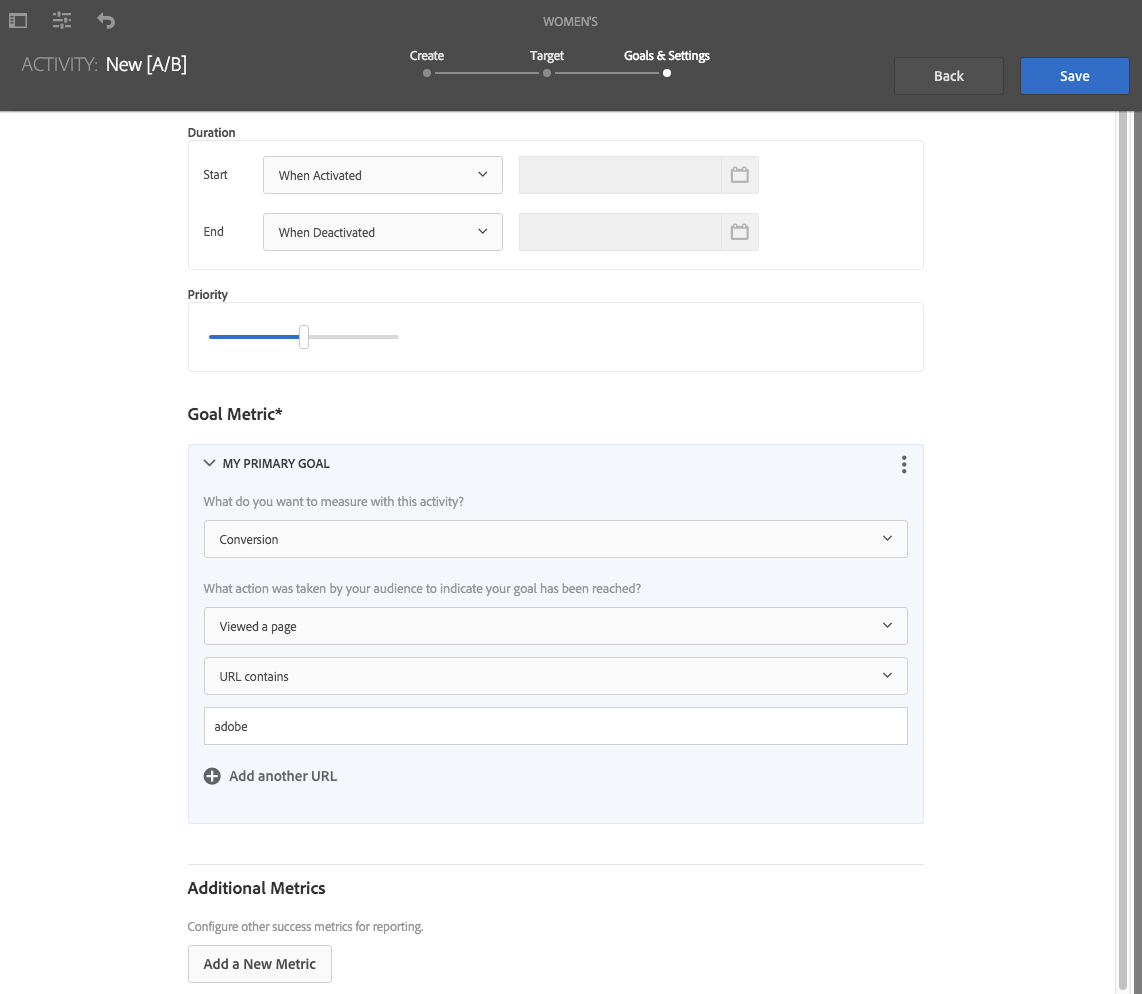 WOMEN'S
ACTIVITY: New [A/B]
Create Target Goals & Settings
Back Save
Duration
Start When Activated
End When Deactivated
Priority
Goal Metric*
MY PRIMARY GOAL
What do you want to measure with this activity?
Conversion
What action was taken by your audience to indicate your goal has been reached?
Viewed a page
URL contains
adobe
Add another URL
Additional Metrics
Configure other success metrics for reporting.
Add a New Metric